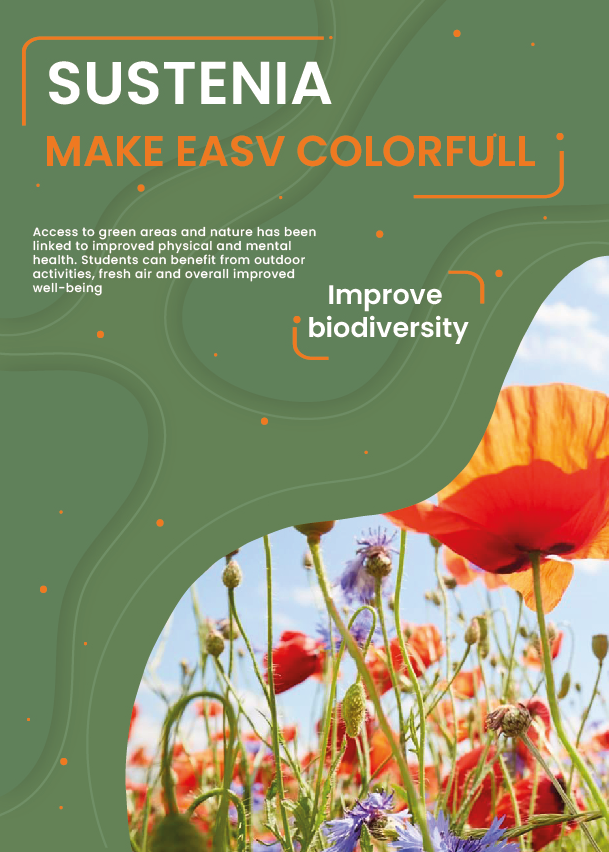 SUSTENIA
MAKE EASV COLORFULL
Access to green areas and nature has been
linked to improved physical and mental
health. Students can benefit from outdoor
activities, fresh air and overall improved
well-being
Improve
biodiversity